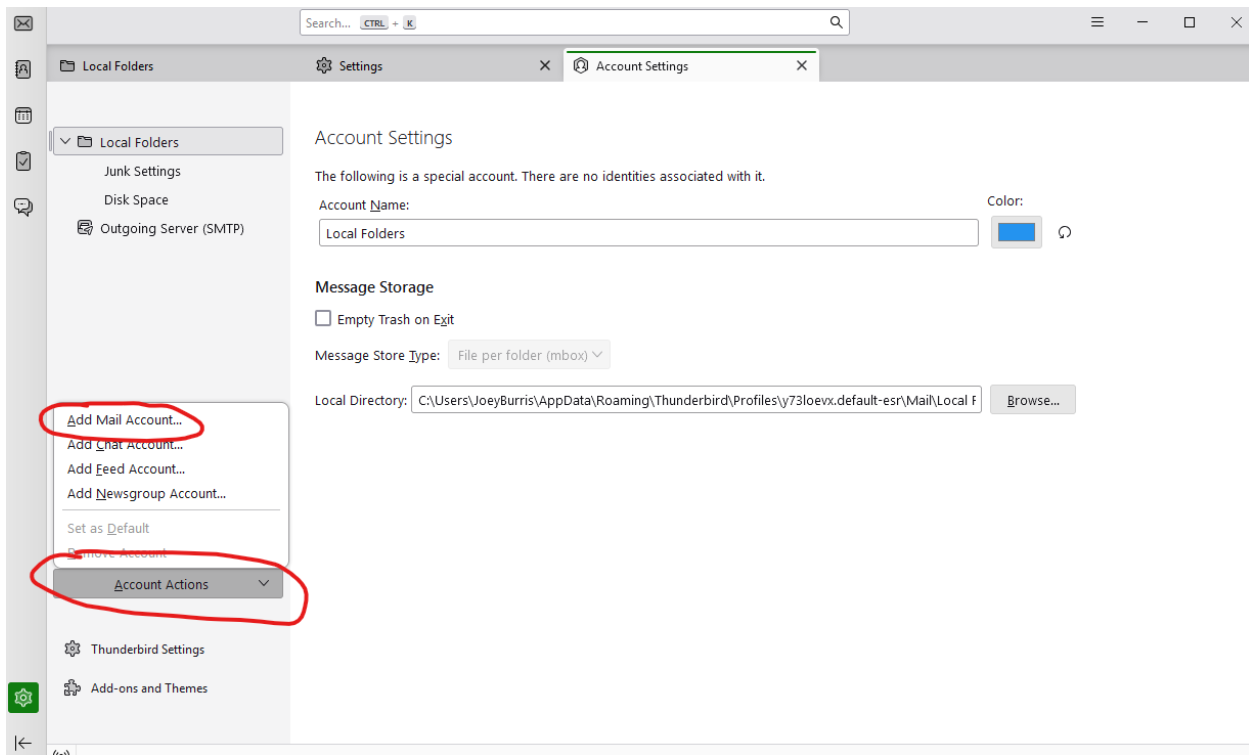 Search... CTRL + K
Local Folders
Settings
Account Settings
Local Folders
Junk Settings
Disk Space
Outgoing Server (SMTP)
Account Settings
The following is a special account. There are no identities associated with it.
Account Name:
Color:
Local Folders
Message Storage
Empty Trash on Exit
Message Store Type: File per folder (mbox)
Local Directory: C:\Users\JoeyBurris\AppData\Roaming\Thunderbird\Profiles\y73loevx.default-esr\Mail\Local F Browse...
Add Mail Account...
Add Chat Account...
Add Feed Account...
Add Newsgroup Account...
Set as Default
Remove Account
Account Actions
Thunderbird Settings
Add-ons and Themes